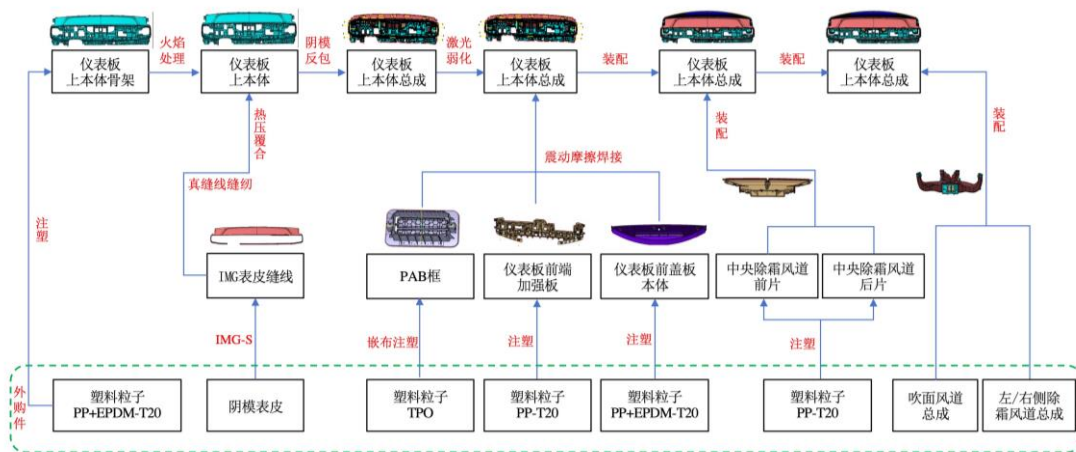 火焰
处理
阴模
反包
激光
弱化
装配
装配
仪表板
上本体骨架
仪表板
上本体
仪表板
上本体总成
仪表板
上本体总成
仪表板
上本体总成
仪表板
上本体总成
热压
覆合
装配
装配
震动摩擦焊接
真缝线缝纫
注塑
IMG表皮缝线
PAB框
仪表板前端
加强板
仪表板前盖板
本体
中央除霜风道
前片
中央除霜风道
后片
IMG-S
嵌布注塑
注塑
注塑
注塑
外购件
塑料粒子
PP+EPDM-T20
阴模表皮
塑料粒子
TPO
塑料粒子
PP-T20
塑料粒子
PP+EPDM-T20
塑料粒子
PP-T20
吹面风道
总成
左/右侧除
霜风道总成